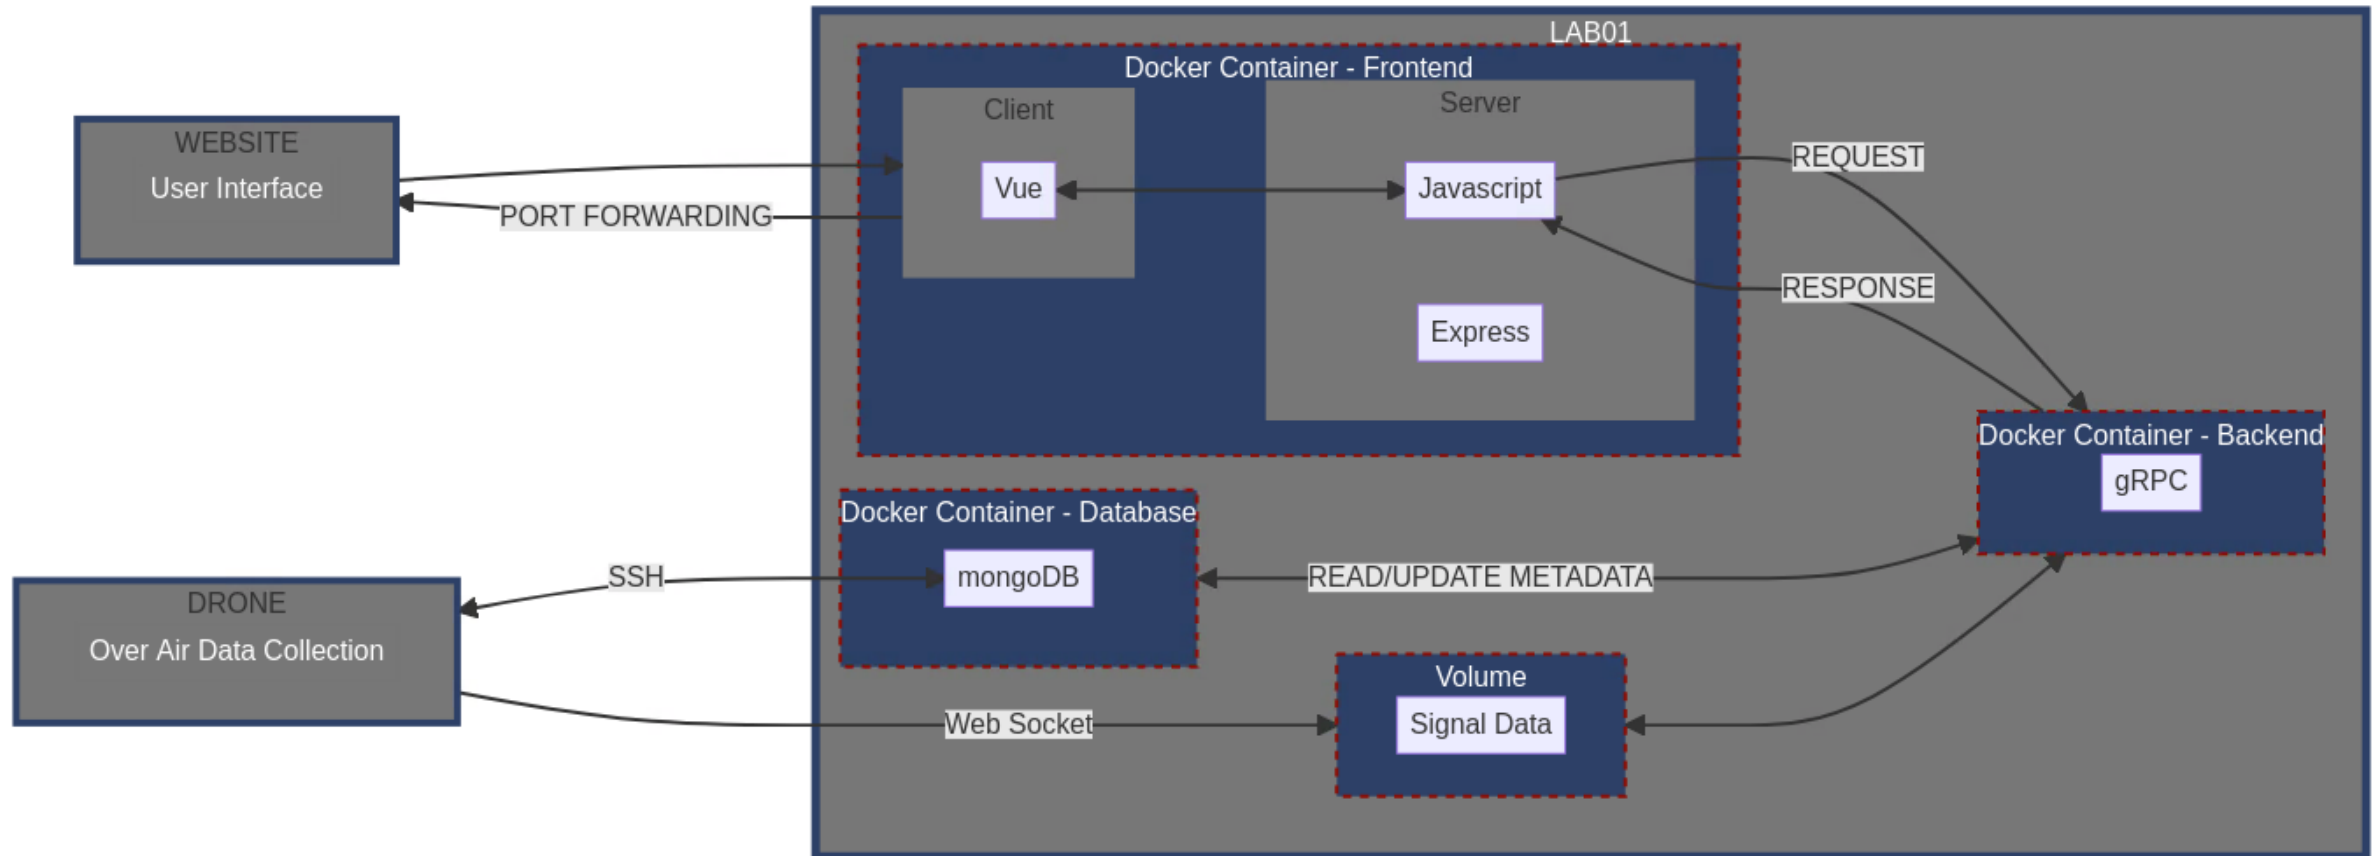 LAB01
Docker Container - Frontend
Client
Server
WEBSITE
User Interface
Vue
Javascript
REQUEST
PORT FORWARDING
RESPONSE
Express
Docker Container - Backend
gRPC
Docker Container - Database
mongoDB
SSH
READ/UPDATE METADATA
DRONE
Over Air Data Collection
Volume
Signal Data
Web Socket